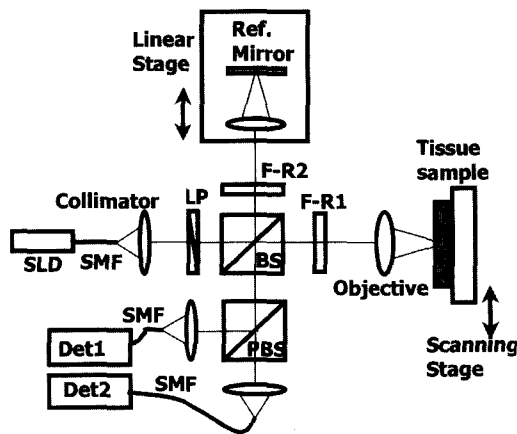 Linear
Stage
Ref.
Mirror
F-R2
Tissue
sample
Collimator
LP
F-R1
SLD
SMF
BS
Objective
SMF
Det1
PBS
Scanning
Stage
Det2
SMF